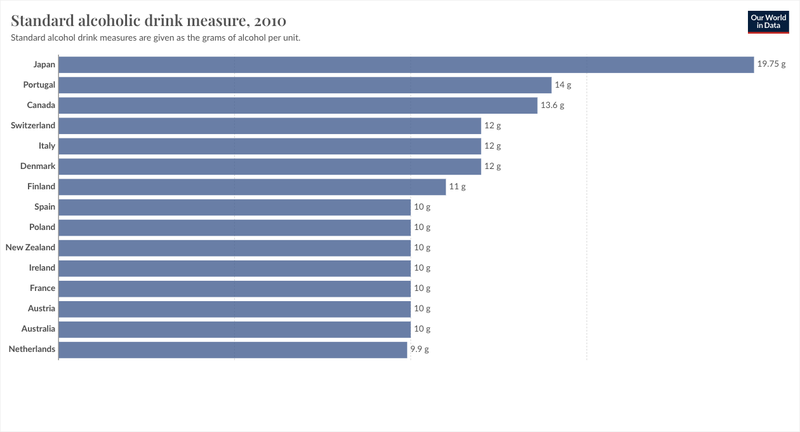 Standard alcoholic drink measure, 2010
Standard alcohol drink measures are given as the grams of alcohol per unit.
Our World
in Data
Japan 19.75 g
Portugal 14 g
Canada 13.6 g
Switzerland 12 g
Italy 12 g
Denmark 12 g
Finland 11 g
Spain 10 g
Poland 10 g
New Zealand 10 g
Ireland 10 g
France 10 g
Austria 10 g
Australia 10 g
Netherlands 9.9 g